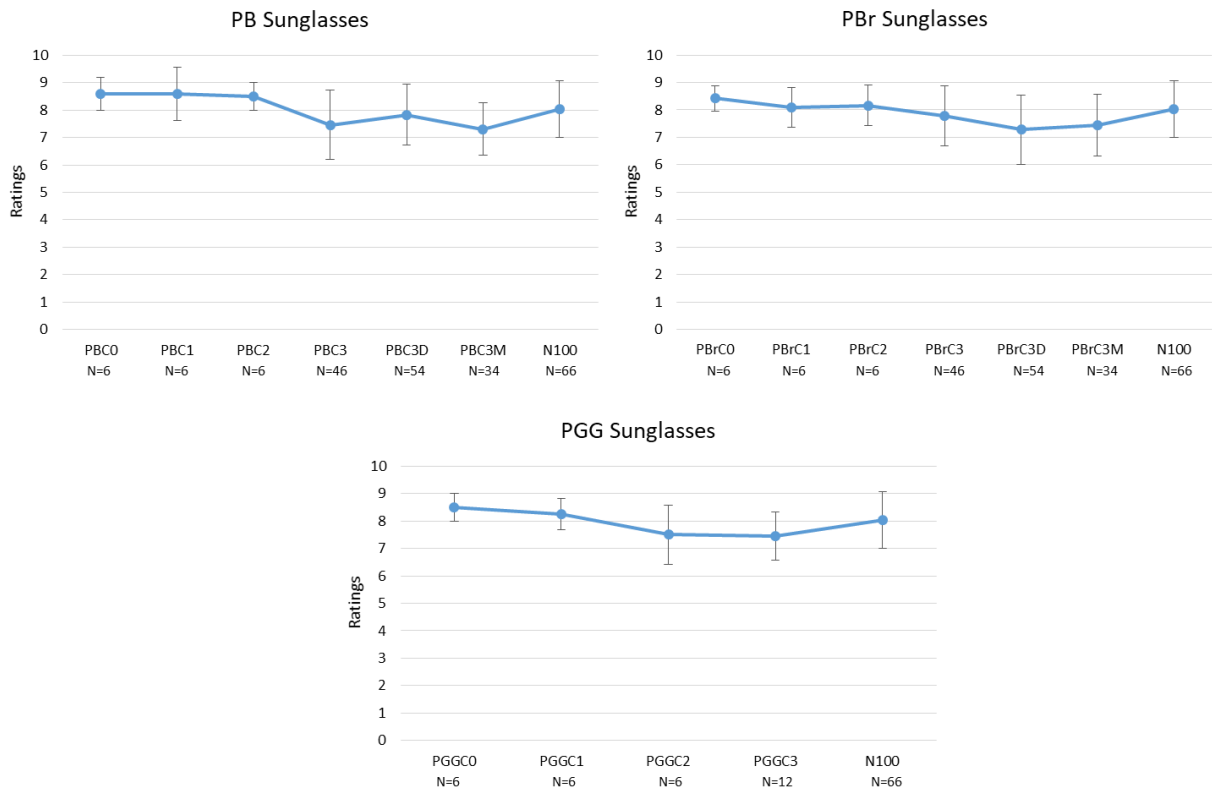 PB Sunglasses
Ratings
10
9
8
7
6
5
4
3
2
1
0
PBC0 PBC1 PBC2 PBC3 PBC3D PBC3M N100
N=6 N=6 N=6 N=46 N=54 N=34 N=66
PBr Sunglasses
Ratings
10
9
8
7
6
5
4
3
2
1
0
PBrC0 PBrC1 PBrC2 PBrC3 PBrC3D PBrC3M N100
N=6 N=6 N=6 N=46 N=54 N=34 N=66
PGG Sunglasses
Ratings
10
9
8
7
6
5
4
3
2
1
0
PGGC0 PGGC1 PGGC2 PGGC3 N100
N=6 N=6 N=6 N=12 N=66